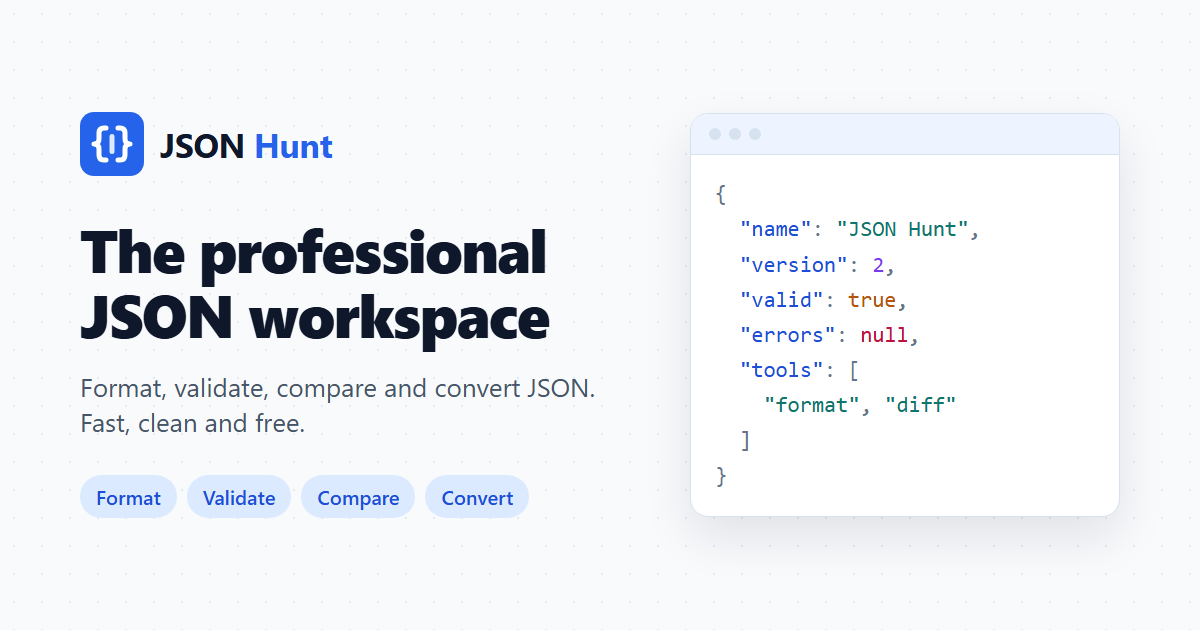 JSON Hunt
The professional
JSON workspace
Format, validate, compare and convert JSON.
Fast, clean and free.
Format
Validate
Compare
Convert
{
  "name": "JSON Hunt",
  "version": 2,
  "valid": true,
  "errors": null,
  "tools": [
    "format", "diff"
  ]
}